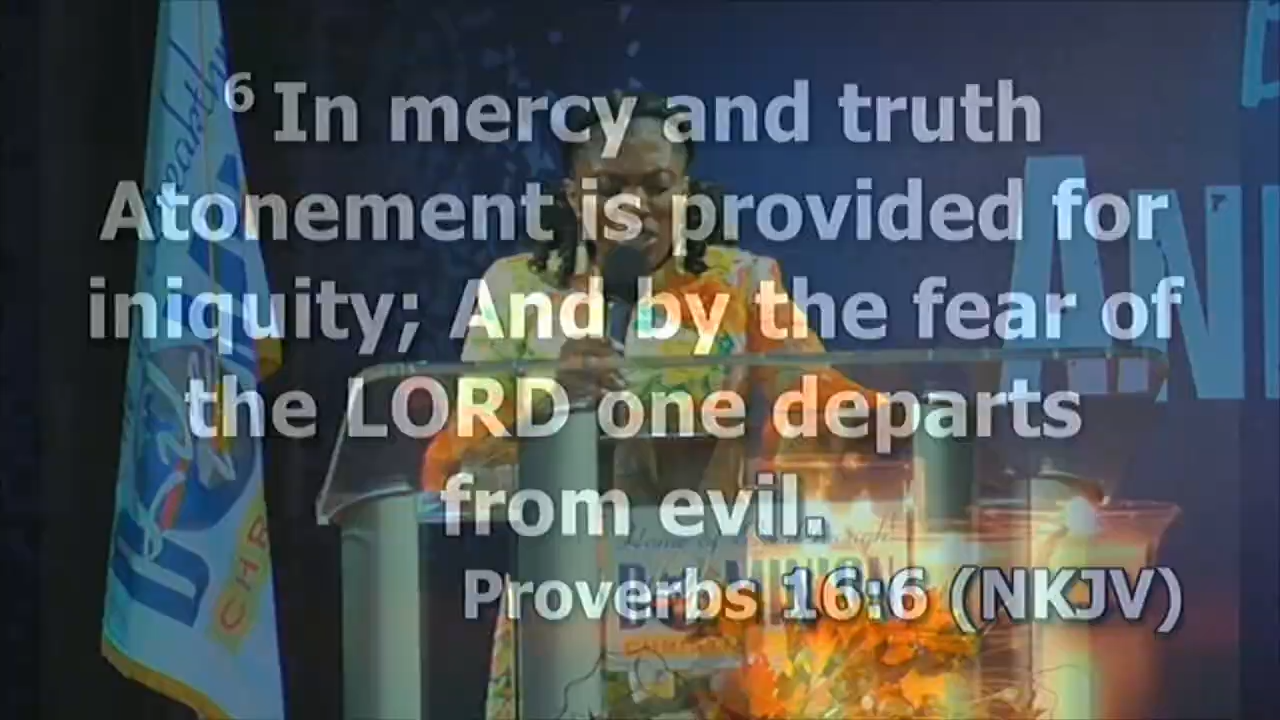 6 In mercy and truth
Atonement is provided for
iniquity; And by the fear of
the LORD one departs
from evil.
Proverbs 16:6 (NKJV)